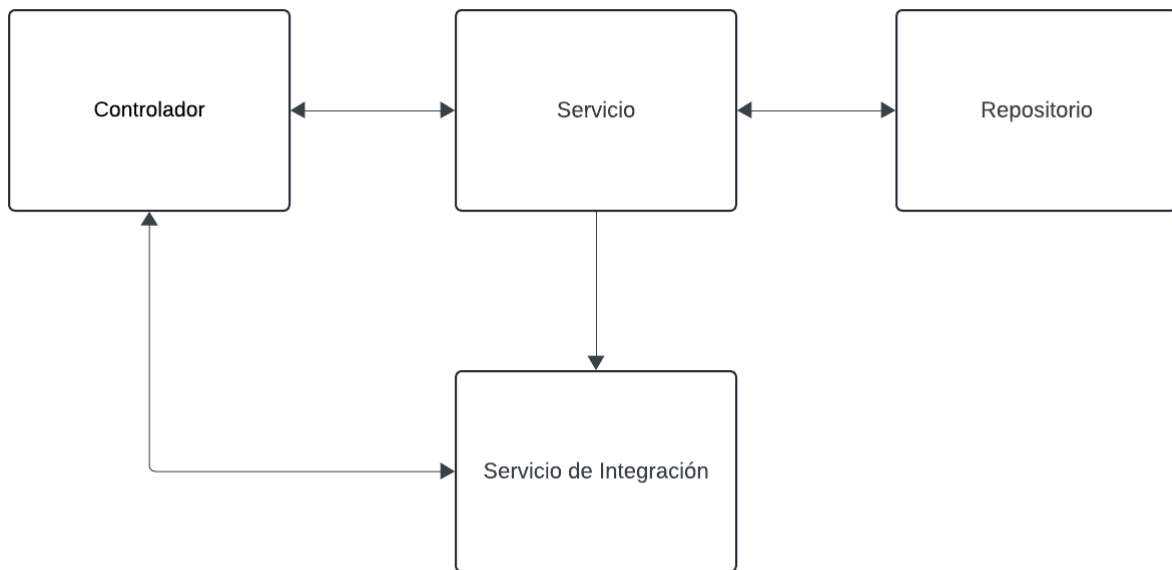 Controlador
Servicio
Repositorio
Servicio de Integración